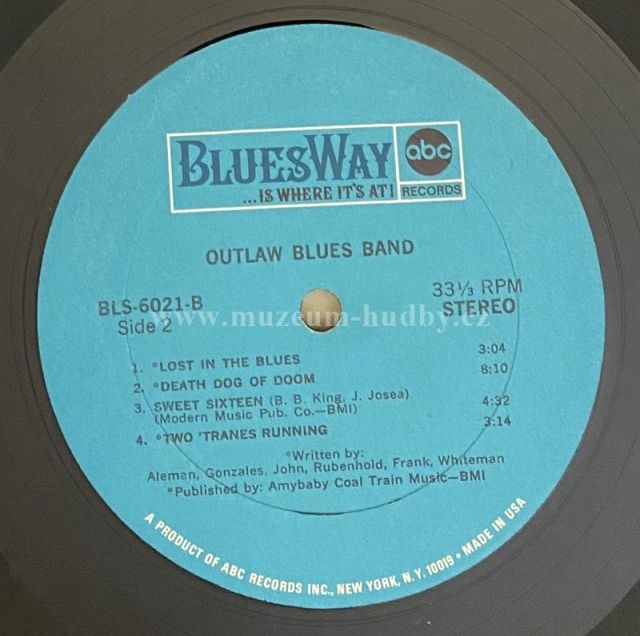 BLUESWAY
...IS WHERE IT'S AT!
abc
RECORDS
OUTLAW BLUES BAND
BLS-6021-B
Side 2
33⅓ RPM
STEREO
www.muzeum-hudby.cz
1. *LOST IN THE BLUES 3:04
2. *DEATH DOG OF DOOM 8:10
3. SWEET SIXTEEN (B. B. King, J. Josea) 4:32
(Modern Music Pub. Co.—BMI)
4. *TWO 'TRANES RUNNING 3:14
*Written by:
Aleman, Gonzales, John, Rubenhold, Frank, Whiteman
*Published by: Amybaby Coal Train Music—BMI
A PRODUCT OF ABC RECORDS INC., NEW YORK, N.Y. 10019 • MADE IN USA